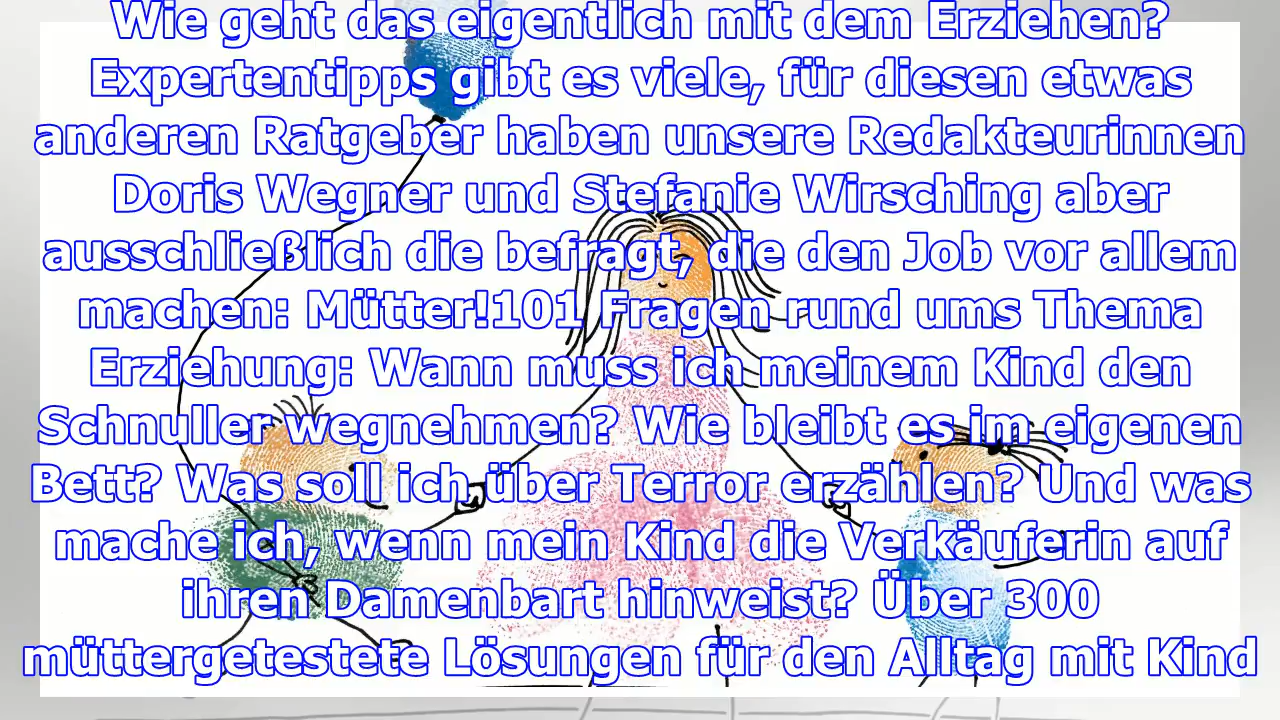 Wie geht das eigentlich mit dem Erziehen?
Expertentipps gibt es viele, für diesen etwas
anderen Ratgeber haben unsere Redakteurinnen
Doris Wegner und Stefanie Wirsching aber
ausschließlich die befragt, die den Job vor allem
machen: Mütter!101 Fragen rund ums Thema
Erziehung: Wann muss ich meinem Kind den
Schnuller wegnehmen? Wie bleibt es im eigenen
Bett? Was soll ich über Terror erzählen? Und was
mache ich, wenn mein Kind die Verkäuferin auf
ihren Damenbart hinweist? Über 300
müttergetestete Lösungen für den Alltag mit Kind